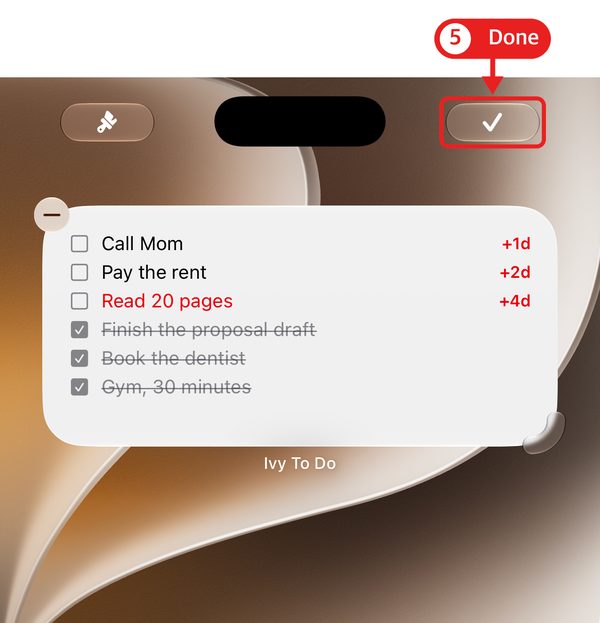 5 Done
Call Mom +1d
Pay the rent +2d
Read 20 pages +4d
Finish the proposal draft
Book the dentist
Gym, 30 minutes
Ivy To Do